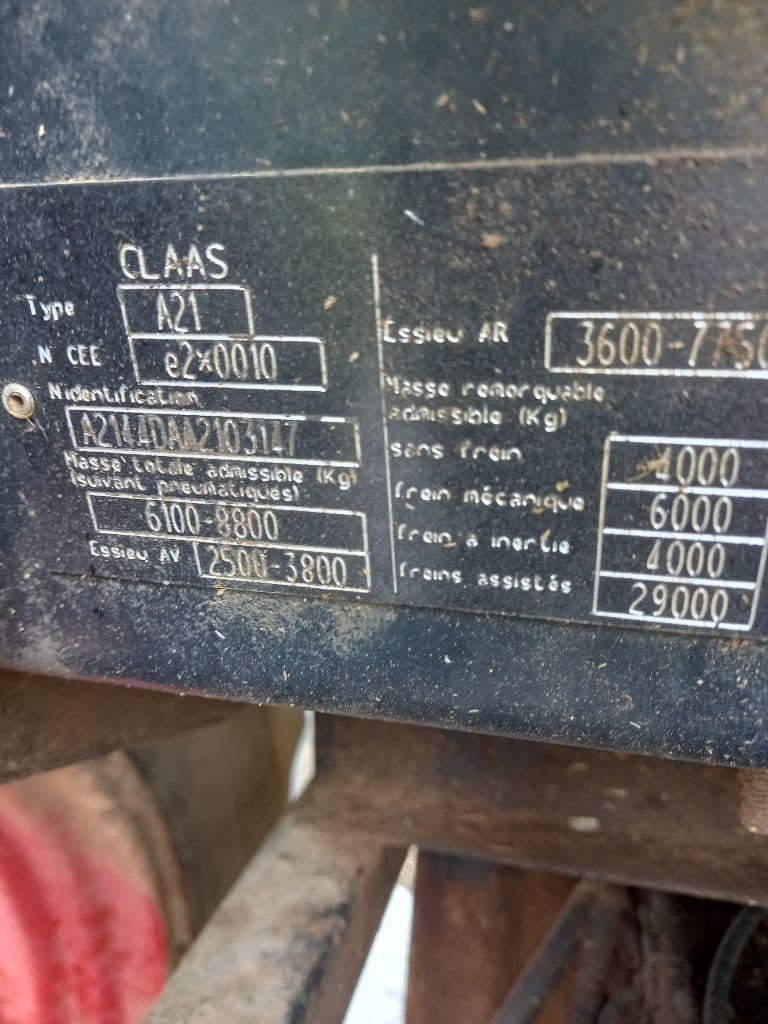 CLAAS
Type A21
N CEE e2*0010
N identification
A2144DAA2103147
Masse totale admissible (Kg)
(suivant pneumatiques)
6100-8800
Essieu AV 2500-3800
Essieu AR 3600-7750
Masse remorquable
admissible (Kg)
sans frein 4000
frein mécanique 6000
frein a inertie 4000
freins assistés 29000